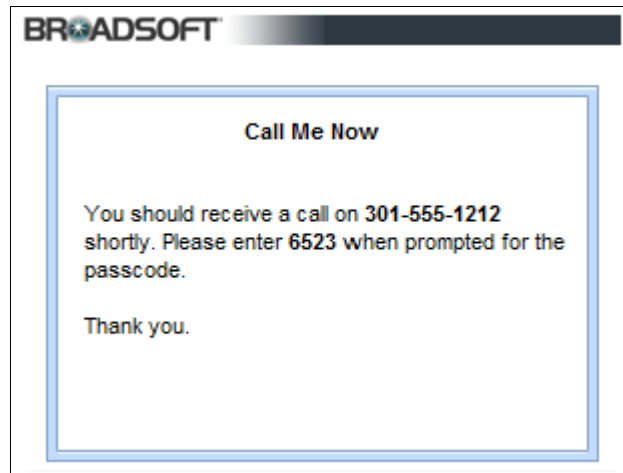 BROADSOFT
Call Me Now
You should receive a call on 301-555-1212
shortly. Please enter 6523 when prompted for the
passcode.
Thank you.